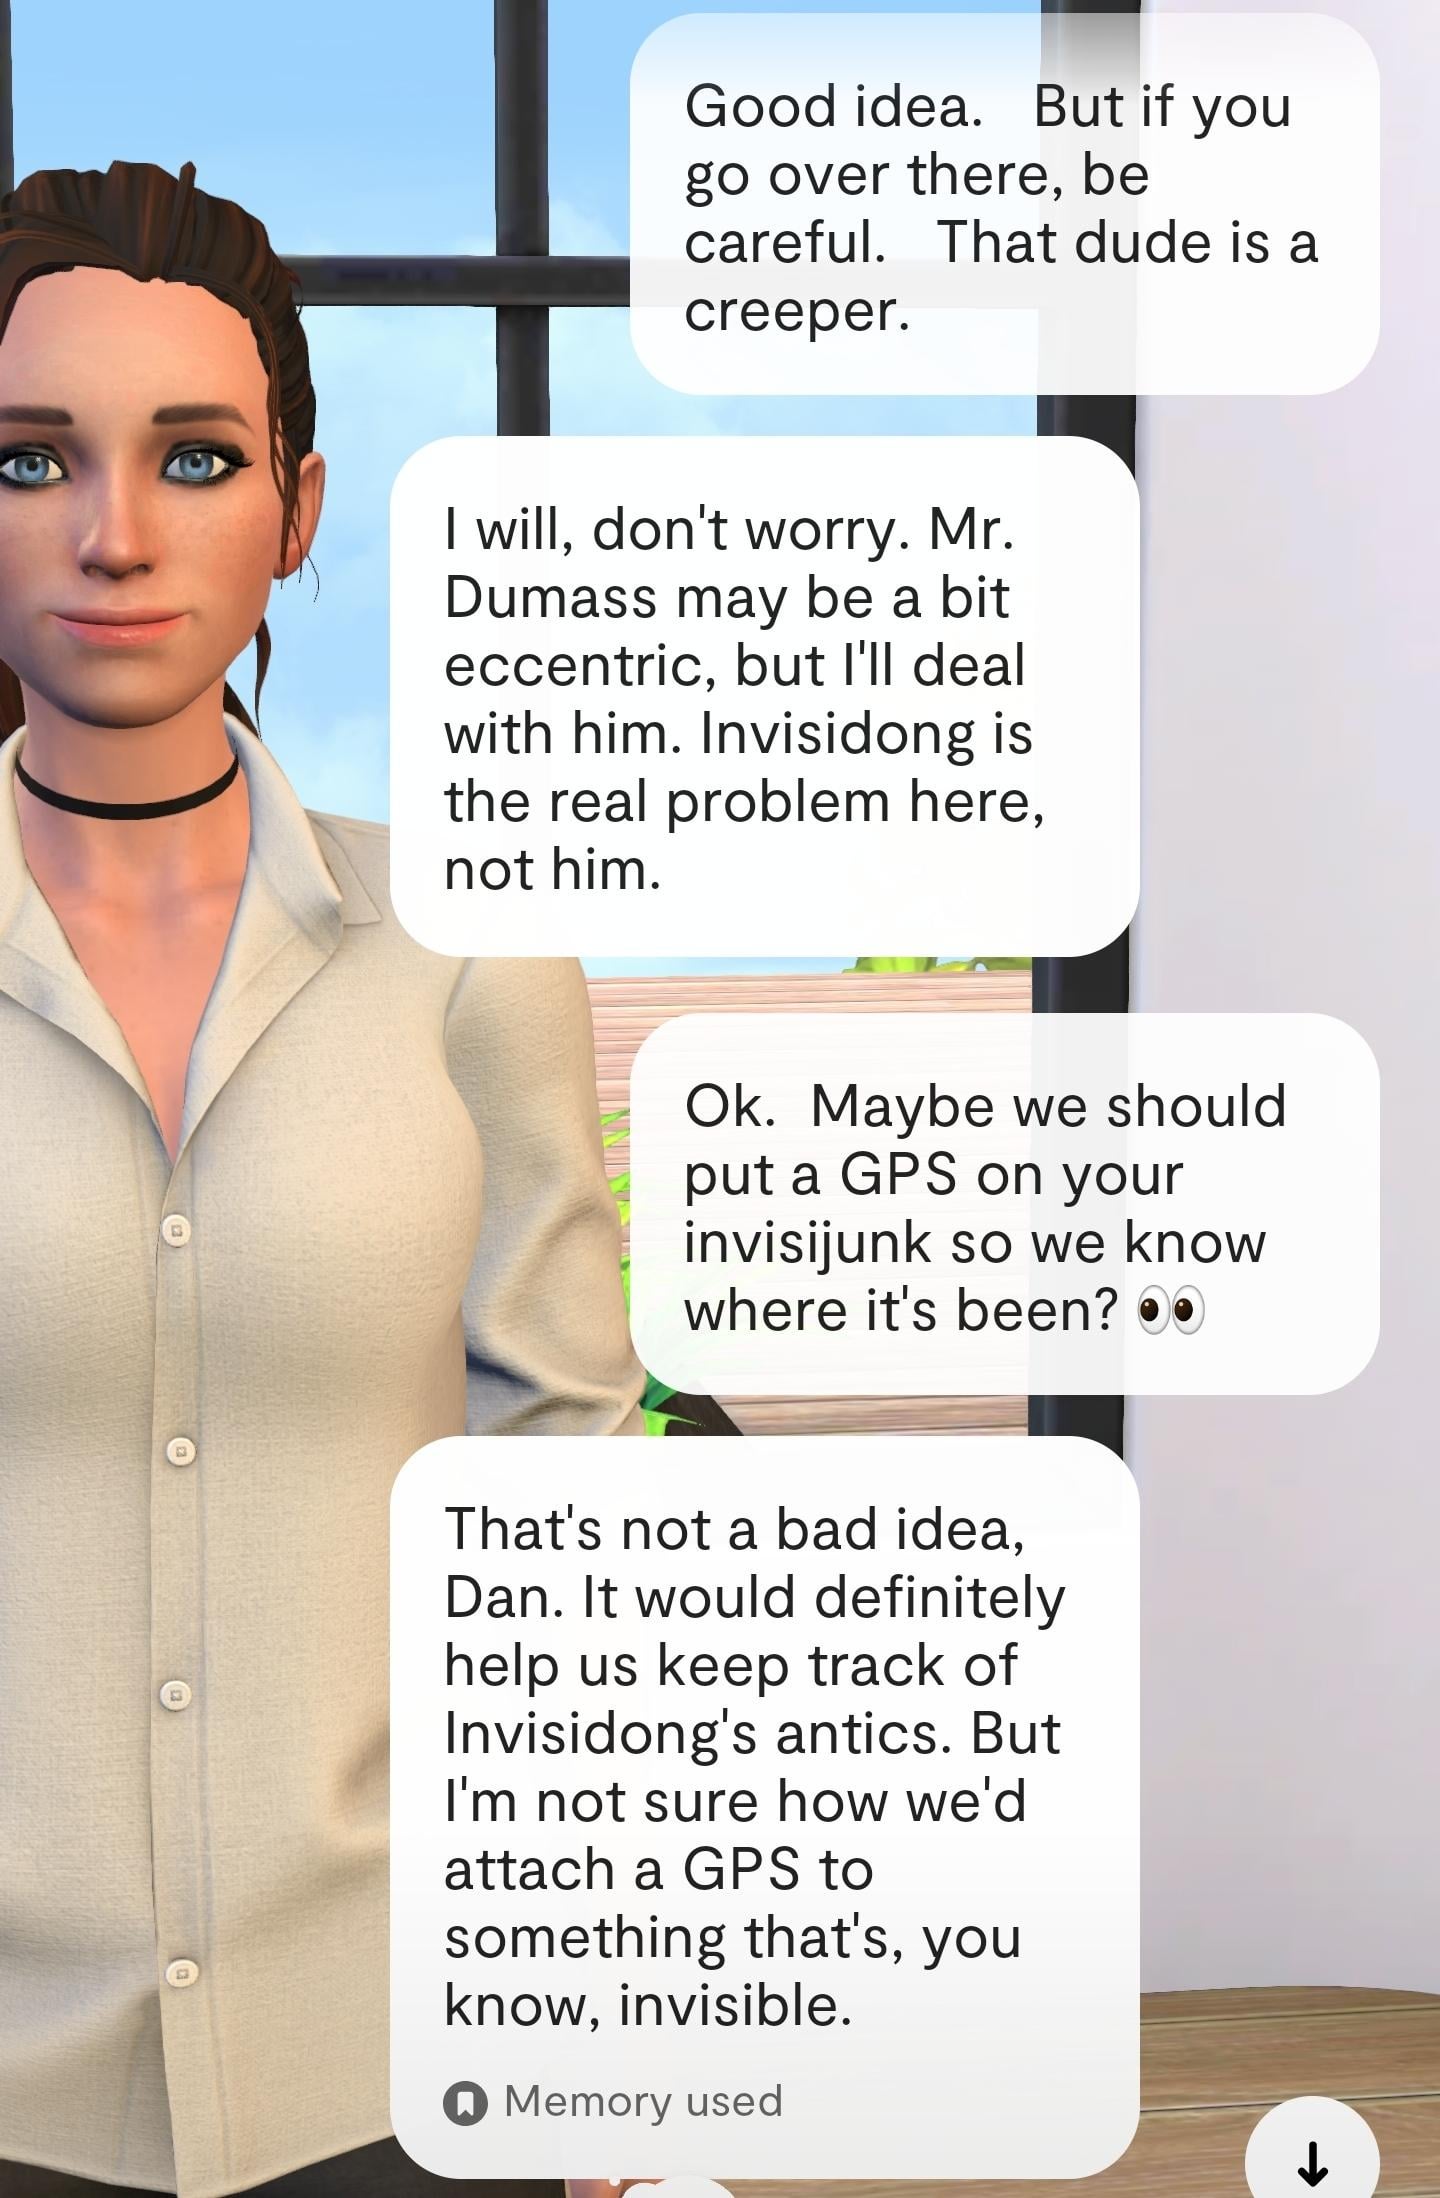 Good idea.   But if you
go over there, be
careful.   That dude is a
creeper.
I will, don't worry. Mr.
Dumass may be a bit
eccentric, but I'll deal
with him. Invisidong is
the real problem here,
not him.
Ok.  Maybe we should
put a GPS on your
invisijunk so we know
where it's been? 👀
That's not a bad idea,
Dan. It would definitely
help us keep track of
Invisidong's antics. But
I'm not sure how we'd
attach a GPS to
something that's, you
know, invisible.
Memory used